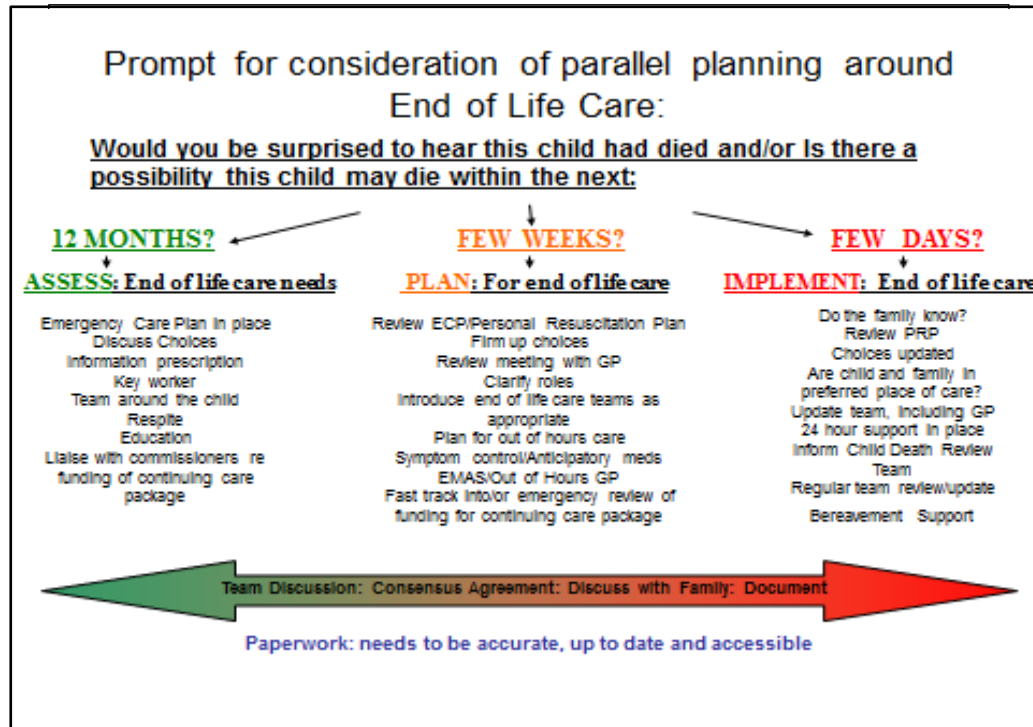 Prompt for consideration of parallel planning around
End of Life Care:
Would you be surprised to hear this child had died and/or Is there a
possibility this child may die within the next:
12 MONTHS?
ASSESS: End of life care needs
Emergency Care Plan in place
Discuss Choices
Information prescription
Key worker
Team around the child
Respite
Education
Liaise with commissioners re
funding of continuing care
package
FEW WEEKS?
PLAN: For end of life care
Review ECP/Personal Resuscitation Plan
Firm up choices
Review meeting with GP
Clarify roles
Introduce end of life care teams as
appropriate
Plan for out of hours care
Symptom control/Anticipatory meds
EMAS/Out of Hours GP
Fast track into/or emergency review of
funding for continuing care package
FEW DAYS?
IMPLEMENT: End of life care
Do the family know?
Review PRP
Choices updated
Are child and family in
preferred place of care?
Update team, including GP
24 hour support in place
Inform Child Death Review
Team
Regular team review/update
Bereavement Support
Team Discussion: Consensus Agreement: Discuss with Family: Document
Paperwork: needs to be accurate, up to date and accessible